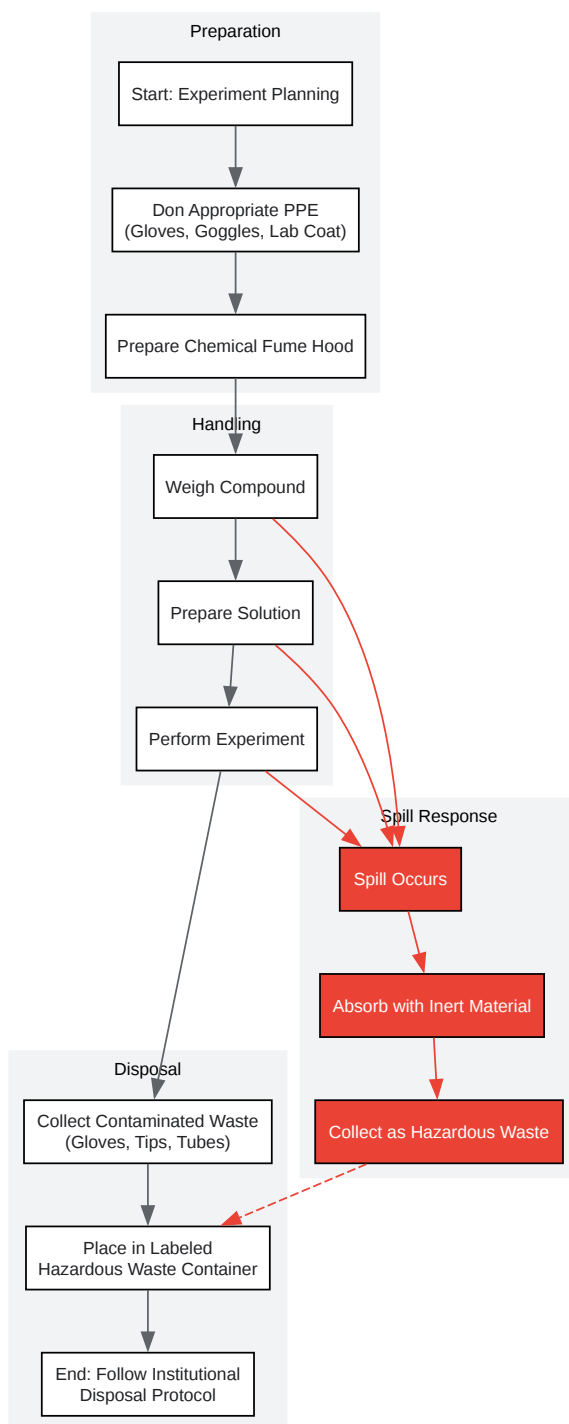 Preparation
Start: Experiment Planning
Don Appropriate PPE
(Gloves, Goggles, Lab Coat)
Prepare Chemical Fume Hood
Handling
Weigh Compound
Prepare Solution
Perform Experiment
Spill Response
Spill Occurs
Absorb with Inert Material
Collect as Hazardous Waste
Disposal
Collect Contaminated Waste
(Gloves, Tips, Tubes)
Place in Labeled
Hazardous Waste Container
End: Follow Institutional
Disposal Protocol